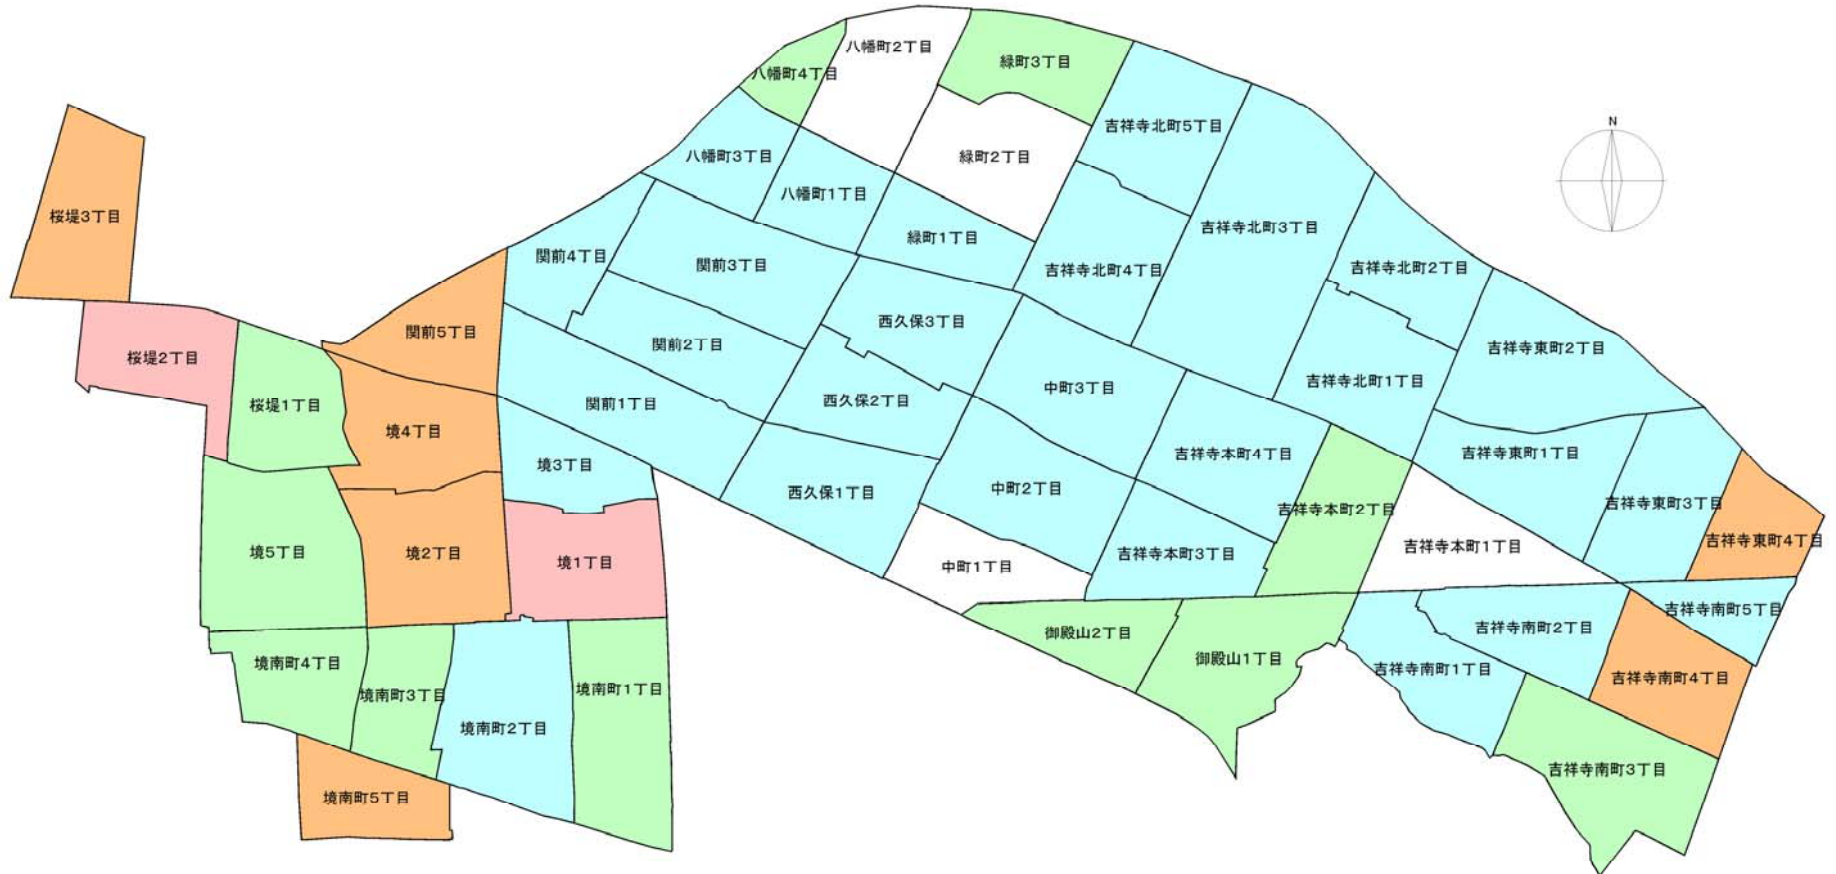 八幡町2丁目
緑町3丁目
八幡町4丁目
N
吉祥寺北町5丁目
八幡町3丁目
緑町2丁目
八幡町1丁目
桜堤3丁目
吉祥寺北町3丁目
緑町1丁目
関前4丁目
関前3丁目
吉祥寺北町4丁目
吉祥寺北町2丁目
西久保3丁目
関前5丁目
関前2丁目
吉祥寺東町2丁目
桜堤2丁目
吉祥寺北町1丁目
中町3丁目
西久保2丁目
関前1丁目
桜堤1丁目
境4丁目
吉祥寺本町4丁目
吉祥寺東町1丁目
境3丁目
中町2丁目
西久保1丁目
吉祥寺東町3丁目
吉祥寺本町2丁目
吉祥寺東町4丁目
吉祥寺本町1丁目
境5丁目
境2丁目
吉祥寺本町3丁目
境1丁目
中町1丁目
吉祥寺南町5丁目
吉祥寺南町2丁目
御殿山2丁目
御殿山1丁目
境南町4丁目
吉祥寺南町1丁目
吉祥寺南町4丁目
境南町1丁目
境南町3丁目
境南町2丁目
吉祥寺南町3丁目
境南町5丁目